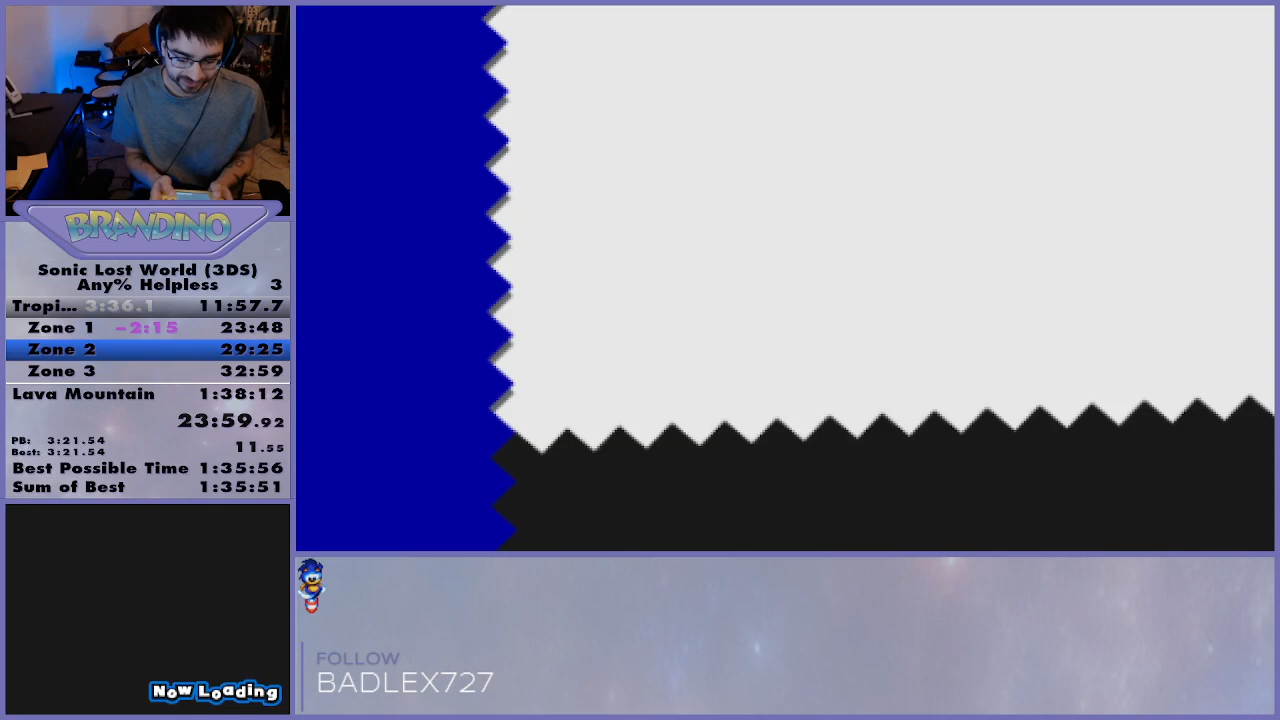 BRANDINO
Sonic Lost World (3DS)
Any% Helpless 3
Tropi... 3:36.1 11:57.7
Zone 1 -2:15 23:48
Zone 2 29:25
Zone 3 32:59
Lava Mountain 1:38:12
23:59.92
PB: 3:21.54
Best: 3:21.54
11.55
Best Possible Time 1:35:56
Sum of Best 1:35:51
Now Loading
FOLLOW
BADLEX727